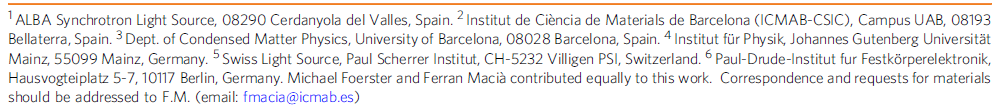 1 ALBA Synchrotron Light Source, 08290 Cerdanyola del Valles, Spain. 2 Institut de Ciència de Materials de Barcelona (ICMAB-CSIC), Campus UAB, 08193
Bellaterra, Spain. 3 Dept. of Condensed Matter Physics, University of Barcelona, 08028 Barcelona, Spain. 4 Institut für Physik, Johannes Gutenberg Universität
Mainz, 55099 Mainz, Germany. 5 Swiss Light Source, Paul Scherrer Institut, CH-5232 Villigen PSI, Switzerland. 6 Paul-Drude-Institut fur Festkörperelektronik,
Hausvogteiplatz 5-7, 10117 Berlin, Germany. Michael Foerster and Ferran Macià contributed equally to this work. Correspondence and requests for materials
should be addressed to F.M. (email: fmacia@icmab.es)